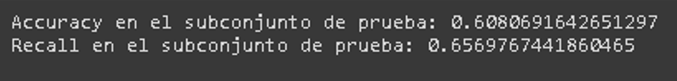 Accuracy en el subconjunto de prueba: 0.6080691642651297
Recall en el subconjunto de prueba: 0.6569767441860465